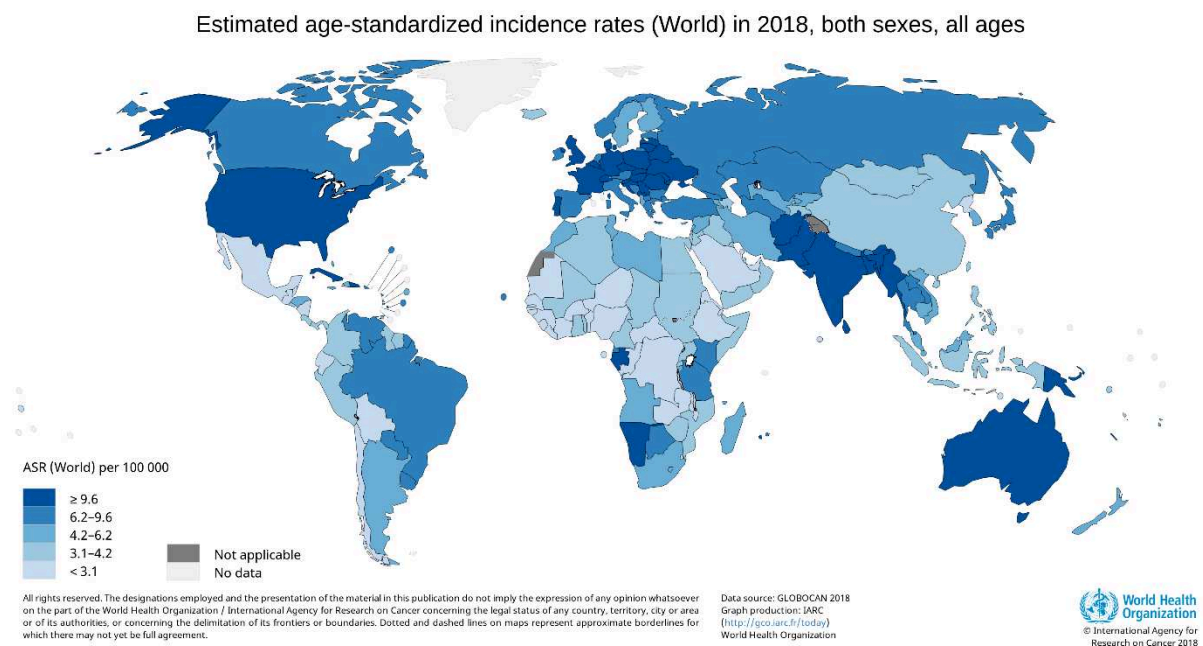 Estimated age-standardized incidence rates (World) in 2018, both sexes, all ages
ASR (World) per 100 000
≥ 9.6
6.2–9.6
4.2–6.2
3.1–4.2
< 3.1
Not applicable
No data
All rights reserved. The designations employed and the presentation of the material in this publication do not imply the expression of any opinion whatsoever
on the part of the World Health Organization / International Agency for Research on Cancer concerning the legal status of any country, territory, city or area
or of its authorities, or concerning the delimitation of its frontiers or boundaries. Dotted and dashed lines on maps represent approximate borderlines for
which there may not yet be full agreement.
Data source: GLOBOCAN 2018
Graph production: IARC
(http://gco.iarc.fr/today)
World Health Organization
World Health
Organization
© International Agency for
Research on Cancer 2018